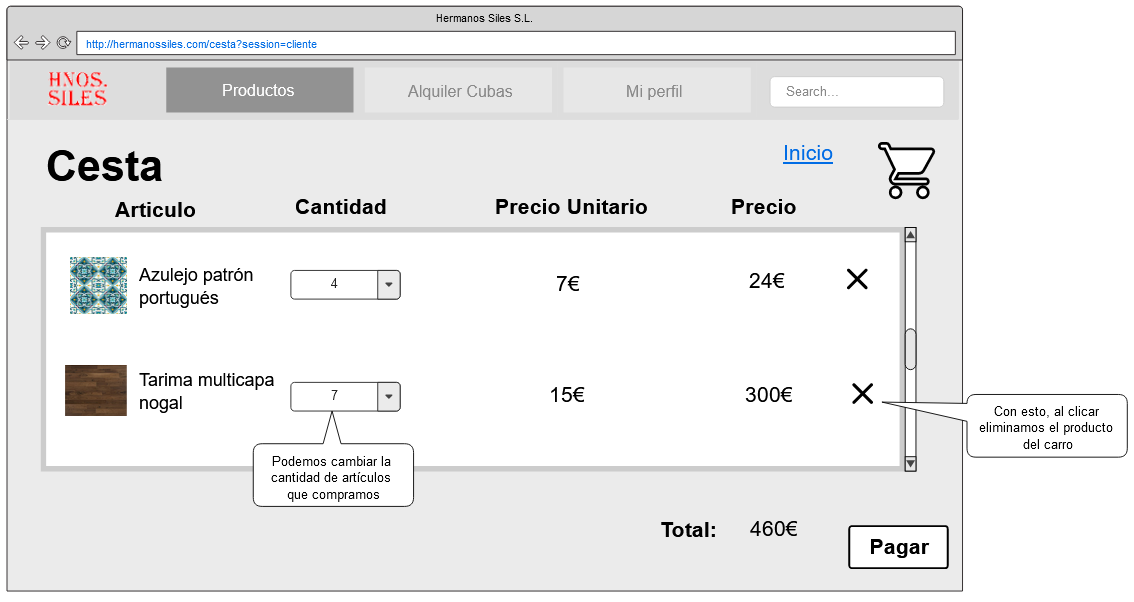 Hermanos Siles S.L.
http://hermanossiles.com/cesta?session=cliente
HNOS.
SILES
Productos
Alquiler Cubas
Mi perfil
Search...
Cesta
Inicio
Articulo
Cantidad
Precio Unitario
Precio
Azulejo patrón
portugués
4
7€
24€
Tarima multicapa
nogal
7
15€
300€
Con esto, al clicar
eliminamos el producto
del carro
Podemos cambiar la
cantidad de artículos
que compramos
Total:
460€
Pagar